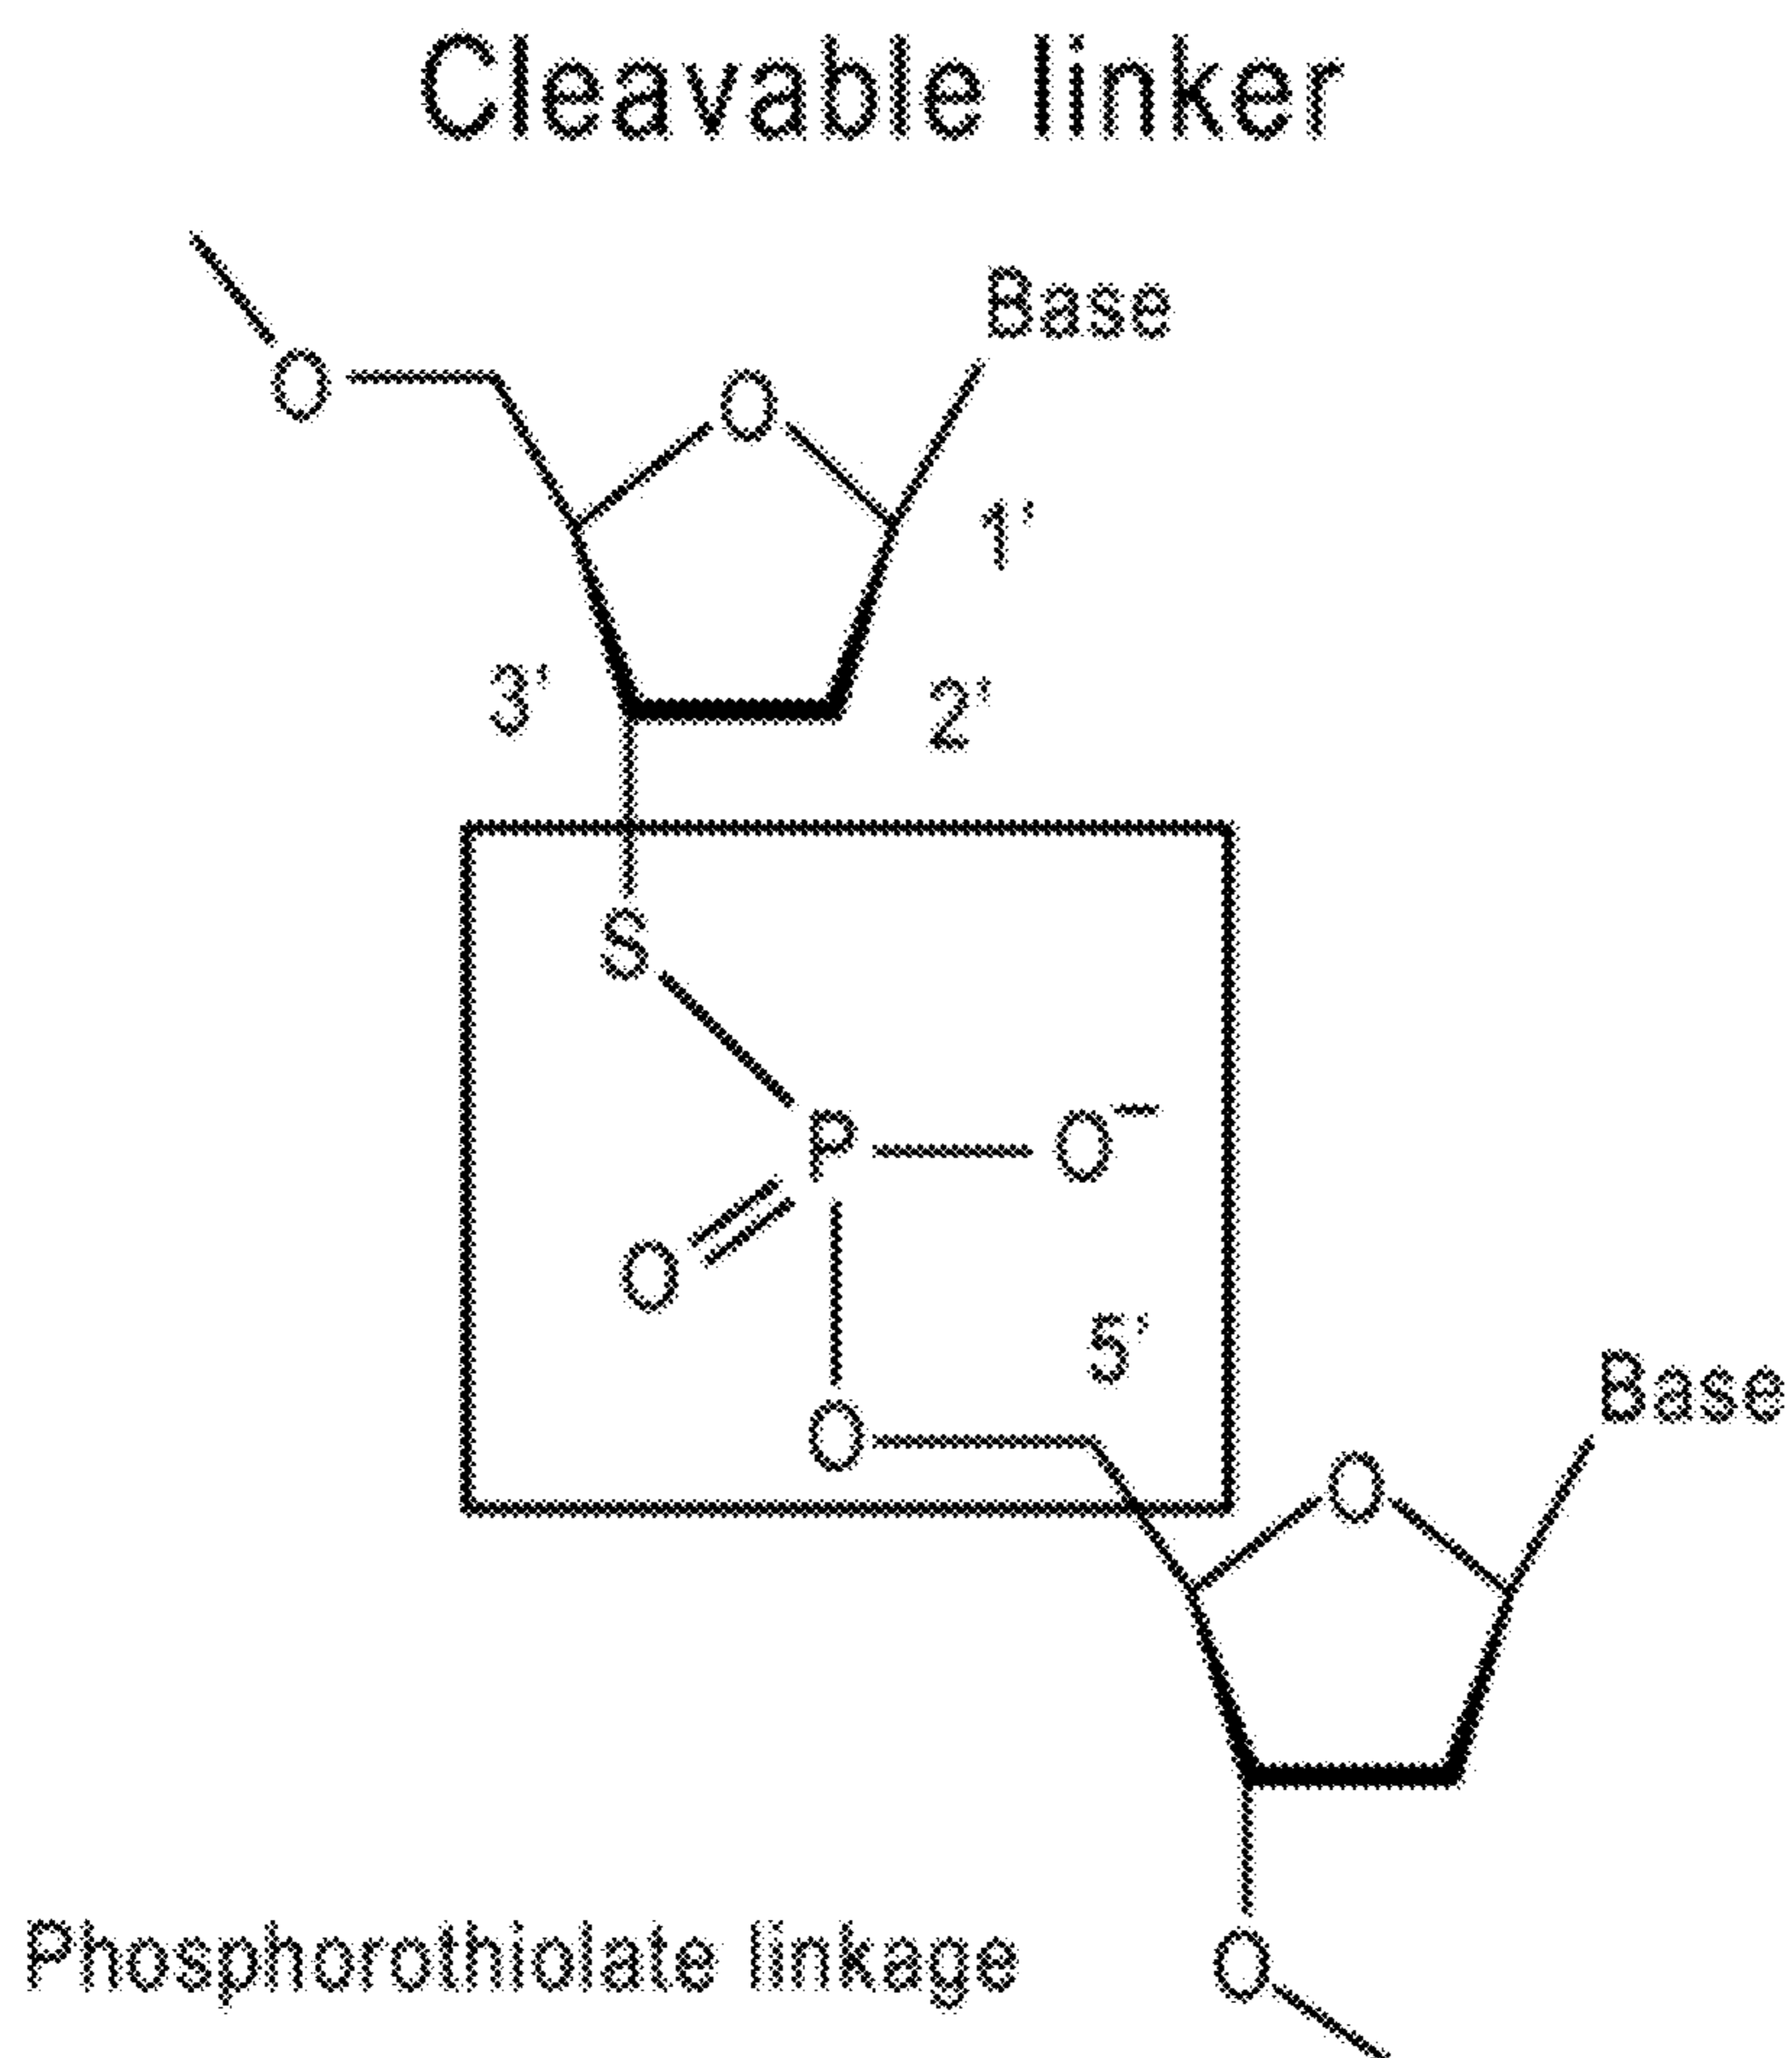 Cleavable linker
Base
O
O
1'
3'
2'
S
P
O⁻
O
5'
Base
O
O
Phosphorothiolate linkage
O